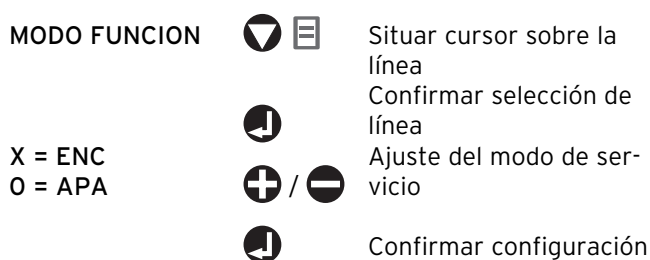 MODO FUNCION
Situar cursor sobre la
línea
Confirmar selección de
línea
X = ENC
O = APA
/
Ajuste del modo de ser-
vicio
Confirmar configuración